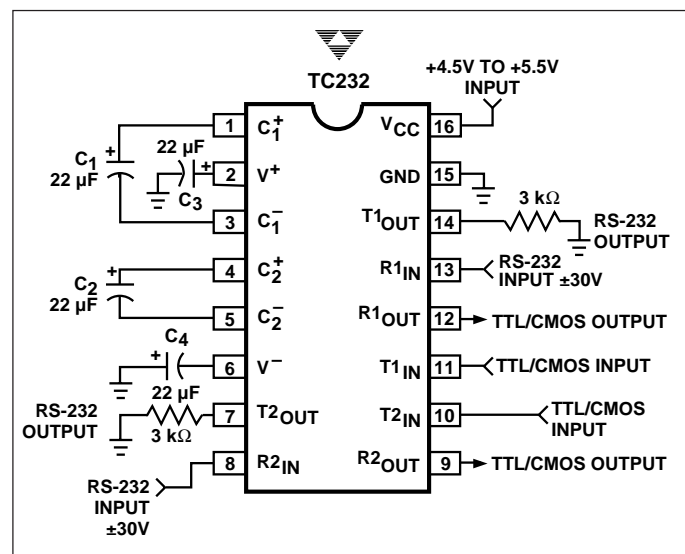 TC232
+4.5V TO +5.5V
INPUT
1
C1+
VCC
16
C1
22 µF
+
22 µF
+
2
V+
GND
15
C3
3 kΩ
3
C1−
T1OUT
14
RS-232
OUTPUT
4
C2+
R1IN
13
RS-232
INPUT ±30V
C2
22 µF
+
5
C2−
R1OUT
12
TTL/CMOS OUTPUT
C4
+
6
V−
T1IN
11
TTL/CMOS INPUT
22 µF
RS-232
OUTPUT
3 kΩ
7
T2OUT
T2IN
10
TTL/CMOS
INPUT
8
R2IN
R2OUT
9
TTL/CMOS OUTPUT
RS-232
INPUT
±30V